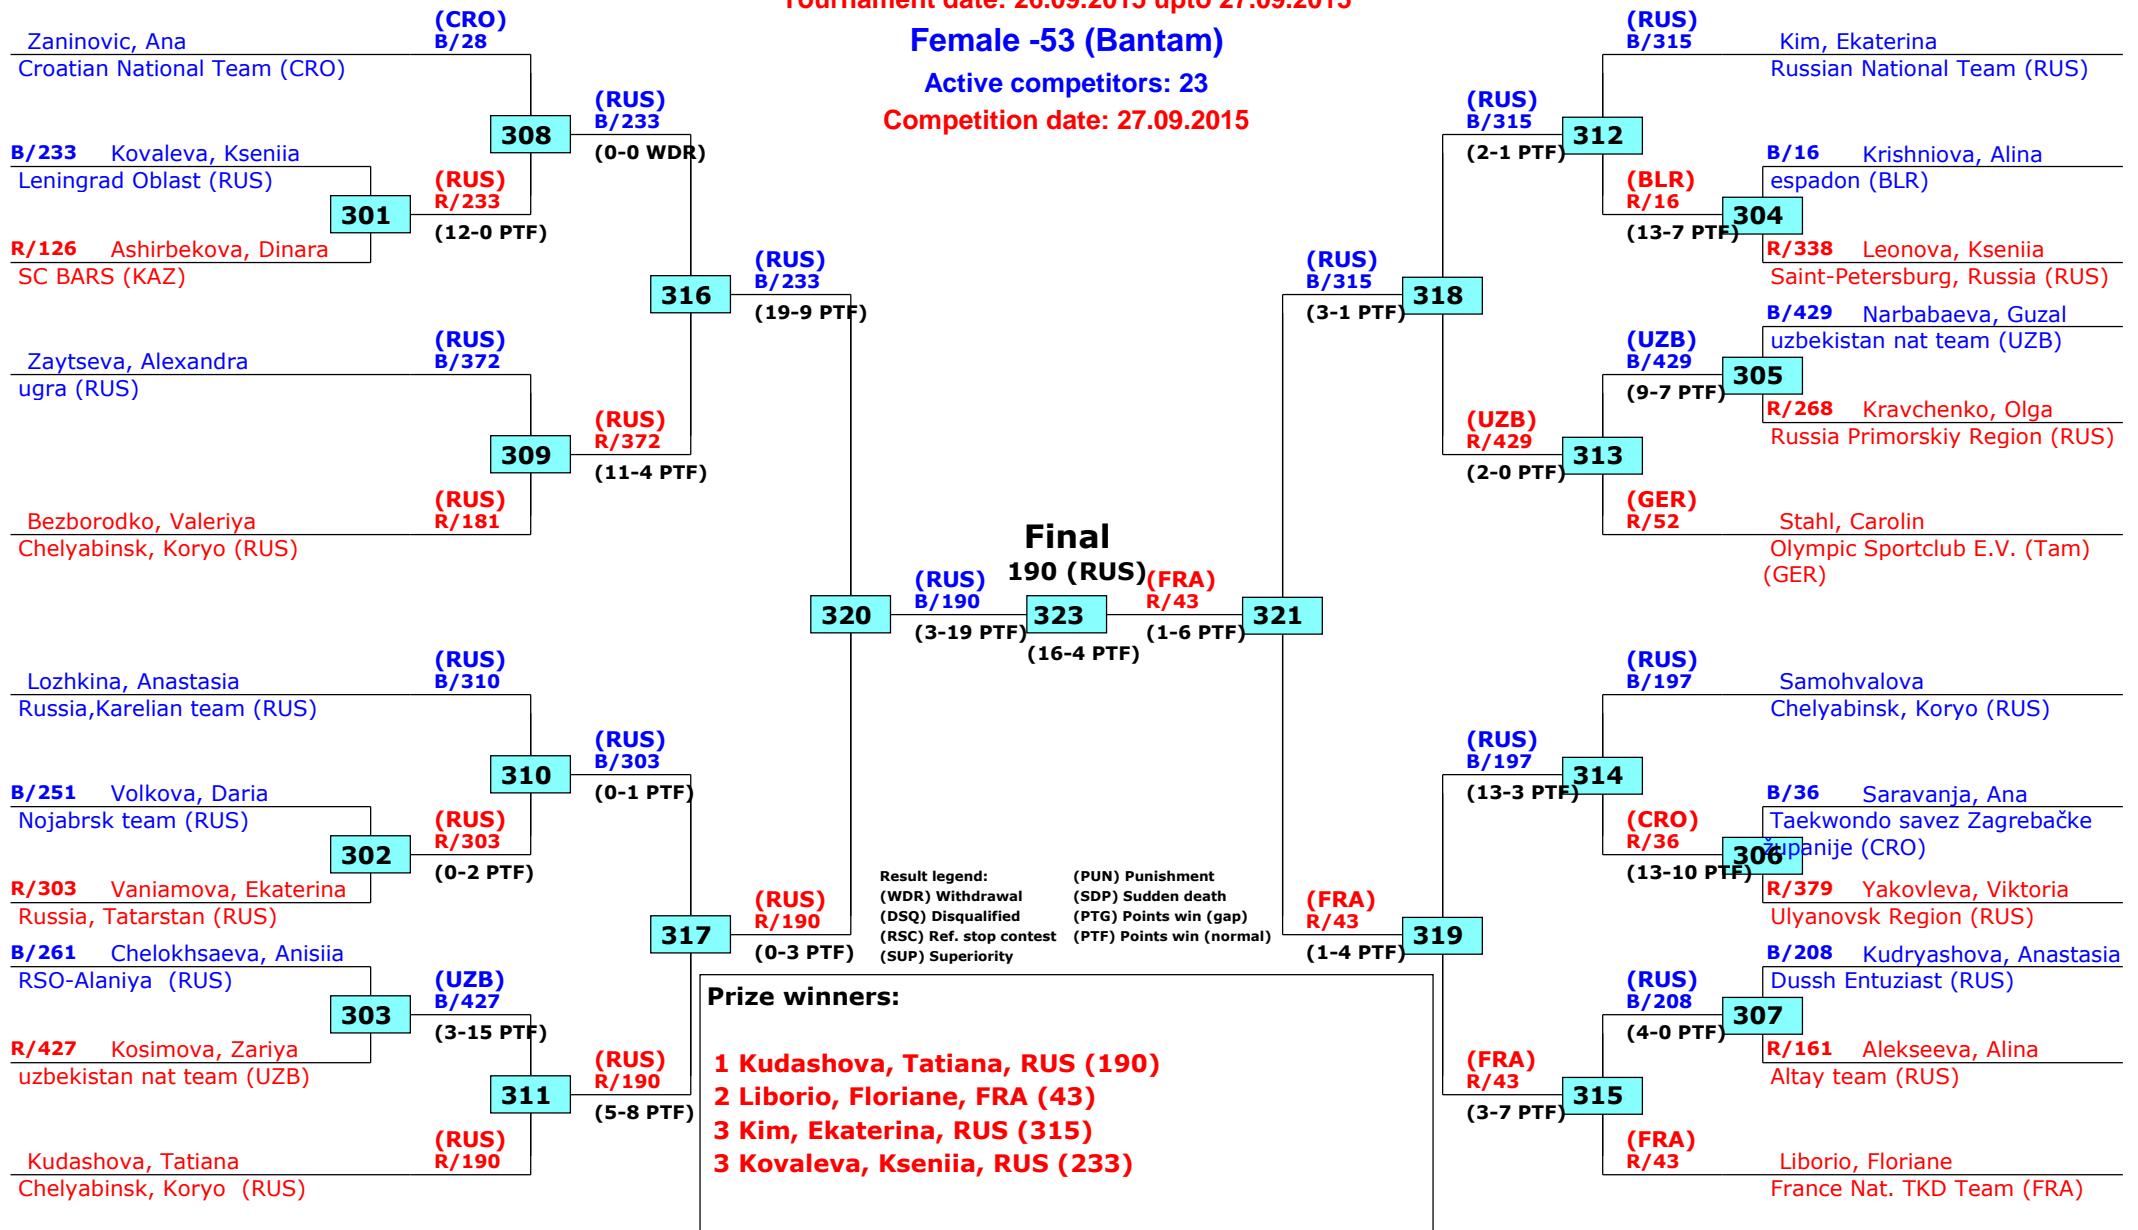 Tournament date: 26.09.2015 upto 27.09.2015
Female -53 (Bantam)
Active competitors: 23
Competition date: 27.09.2015
Zaninovic, Ana
Croatian National Team (CRO)
(CRO)
B/28
B/233 Kovaleva, Kseniia
Leningrad Oblast (RUS)
301
R/126 Ashirbekova, Dinara
SC BARS (KAZ)
(RUS)
R/233
(12-0 PTF)
308
(RUS)
B/233
(0-0 WDR)
Zaytseva, Alexandra
ugra (RUS)
(RUS)
B/372
309
Bezborodko, Valeriya
Chelyabinsk, Koryo (RUS)
(RUS)
R/181
(RUS)
R/372
(11-4 PTF)
316
(RUS)
B/233
(19-9 PTF)
Lozhkina, Anastasia
Russia,Karelian team (RUS)
(RUS)
B/310
B/251 Volkova, Daria
Nojabrsk team (RUS)
302
R/303 Vaniamova, Ekaterina
Russia, Tatarstan (RUS)
(RUS)
R/303
(0-2 PTF)
310
(RUS)
B/303
(0-1 PTF)
B/261 Chelokhsaeva, Anisiia
RSO-Alaniya (RUS)
303
R/427 Kosimova, Zariya
uzbekistan nat team (UZB)
(UZB)
B/427
(3-15 PTF)
311
Kudashova, Tatiana
Chelyabinsk, Koryo (RUS)
(RUS)
R/190
(RUS)
R/190
(5-8 PTF)
317
(RUS)
R/190
(0-3 PTF)
320
(RUS)
B/190
(3-19 PTF)
Final
190 (RUS)
323
(16-4 PTF)
(FRA)
R/43
(1-6 PTF)
321
(RUS)
B/315
(3-1 PTF)
318
(RUS)
B/315
(2-1 PTF)
312
(RUS)
B/315
Kim, Ekaterina
Russian National Team (RUS)
(BLR)
R/16
(13-7 PTF)
304
B/16 Krishniova, Alina
espadon (BLR)
R/338 Leonova, Kseniia
Saint-Petersburg, Russia (RUS)
(UZB)
R/429
(2-0 PTF)
313
(UZB)
B/429
(9-7 PTF)
305
B/429 Narbabaeva, Guzal
uzbekistan nat team (UZB)
R/268 Kravchenko, Olga
Russia Primorskiy Region (RUS)
(GER)
R/52
Stahl, Carolin
Olympic Sportclub E.V. (Tam)
(GER)
(FRA)
R/43
(1-4 PTF)
319
(RUS)
B/197
(13-3 PTF)
314
(RUS)
B/197
Samohvalova
Chelyabinsk, Koryo (RUS)
(CRO)
R/36
(13-10 PTF)
306
B/36 Saravanja, Ana
Taekwondo savez Zagrebačke
županije (CRO)
R/379 Yakovleva, Viktoria
Ulyanovsk Region (RUS)
(FRA)
R/43
(3-7 PTF)
315
(RUS)
B/208
(4-0 PTF)
307
B/208 Kudryashova, Anastasia
Dussh Entuziast (RUS)
R/161 Alekseeva, Alina
Altay team (RUS)
(FRA)
R/43
Liborio, Floriane
France Nat. TKD Team (FRA)
Result legend:
(WDR) Withdrawal
(DSQ) Disqualified
(RSC) Ref. stop contest
(SUP) Superiority
(PUN) Punishment
(SDP) Sudden death
(PTG) Points win (gap)
(PTF) Points win (normal)
Prize winners:
1 Kudashova, Tatiana, RUS (190)
2 Liborio, Floriane, FRA (43)
3 Kim, Ekaterina, RUS (315)
3 Kovaleva, Kseniia, RUS (233)